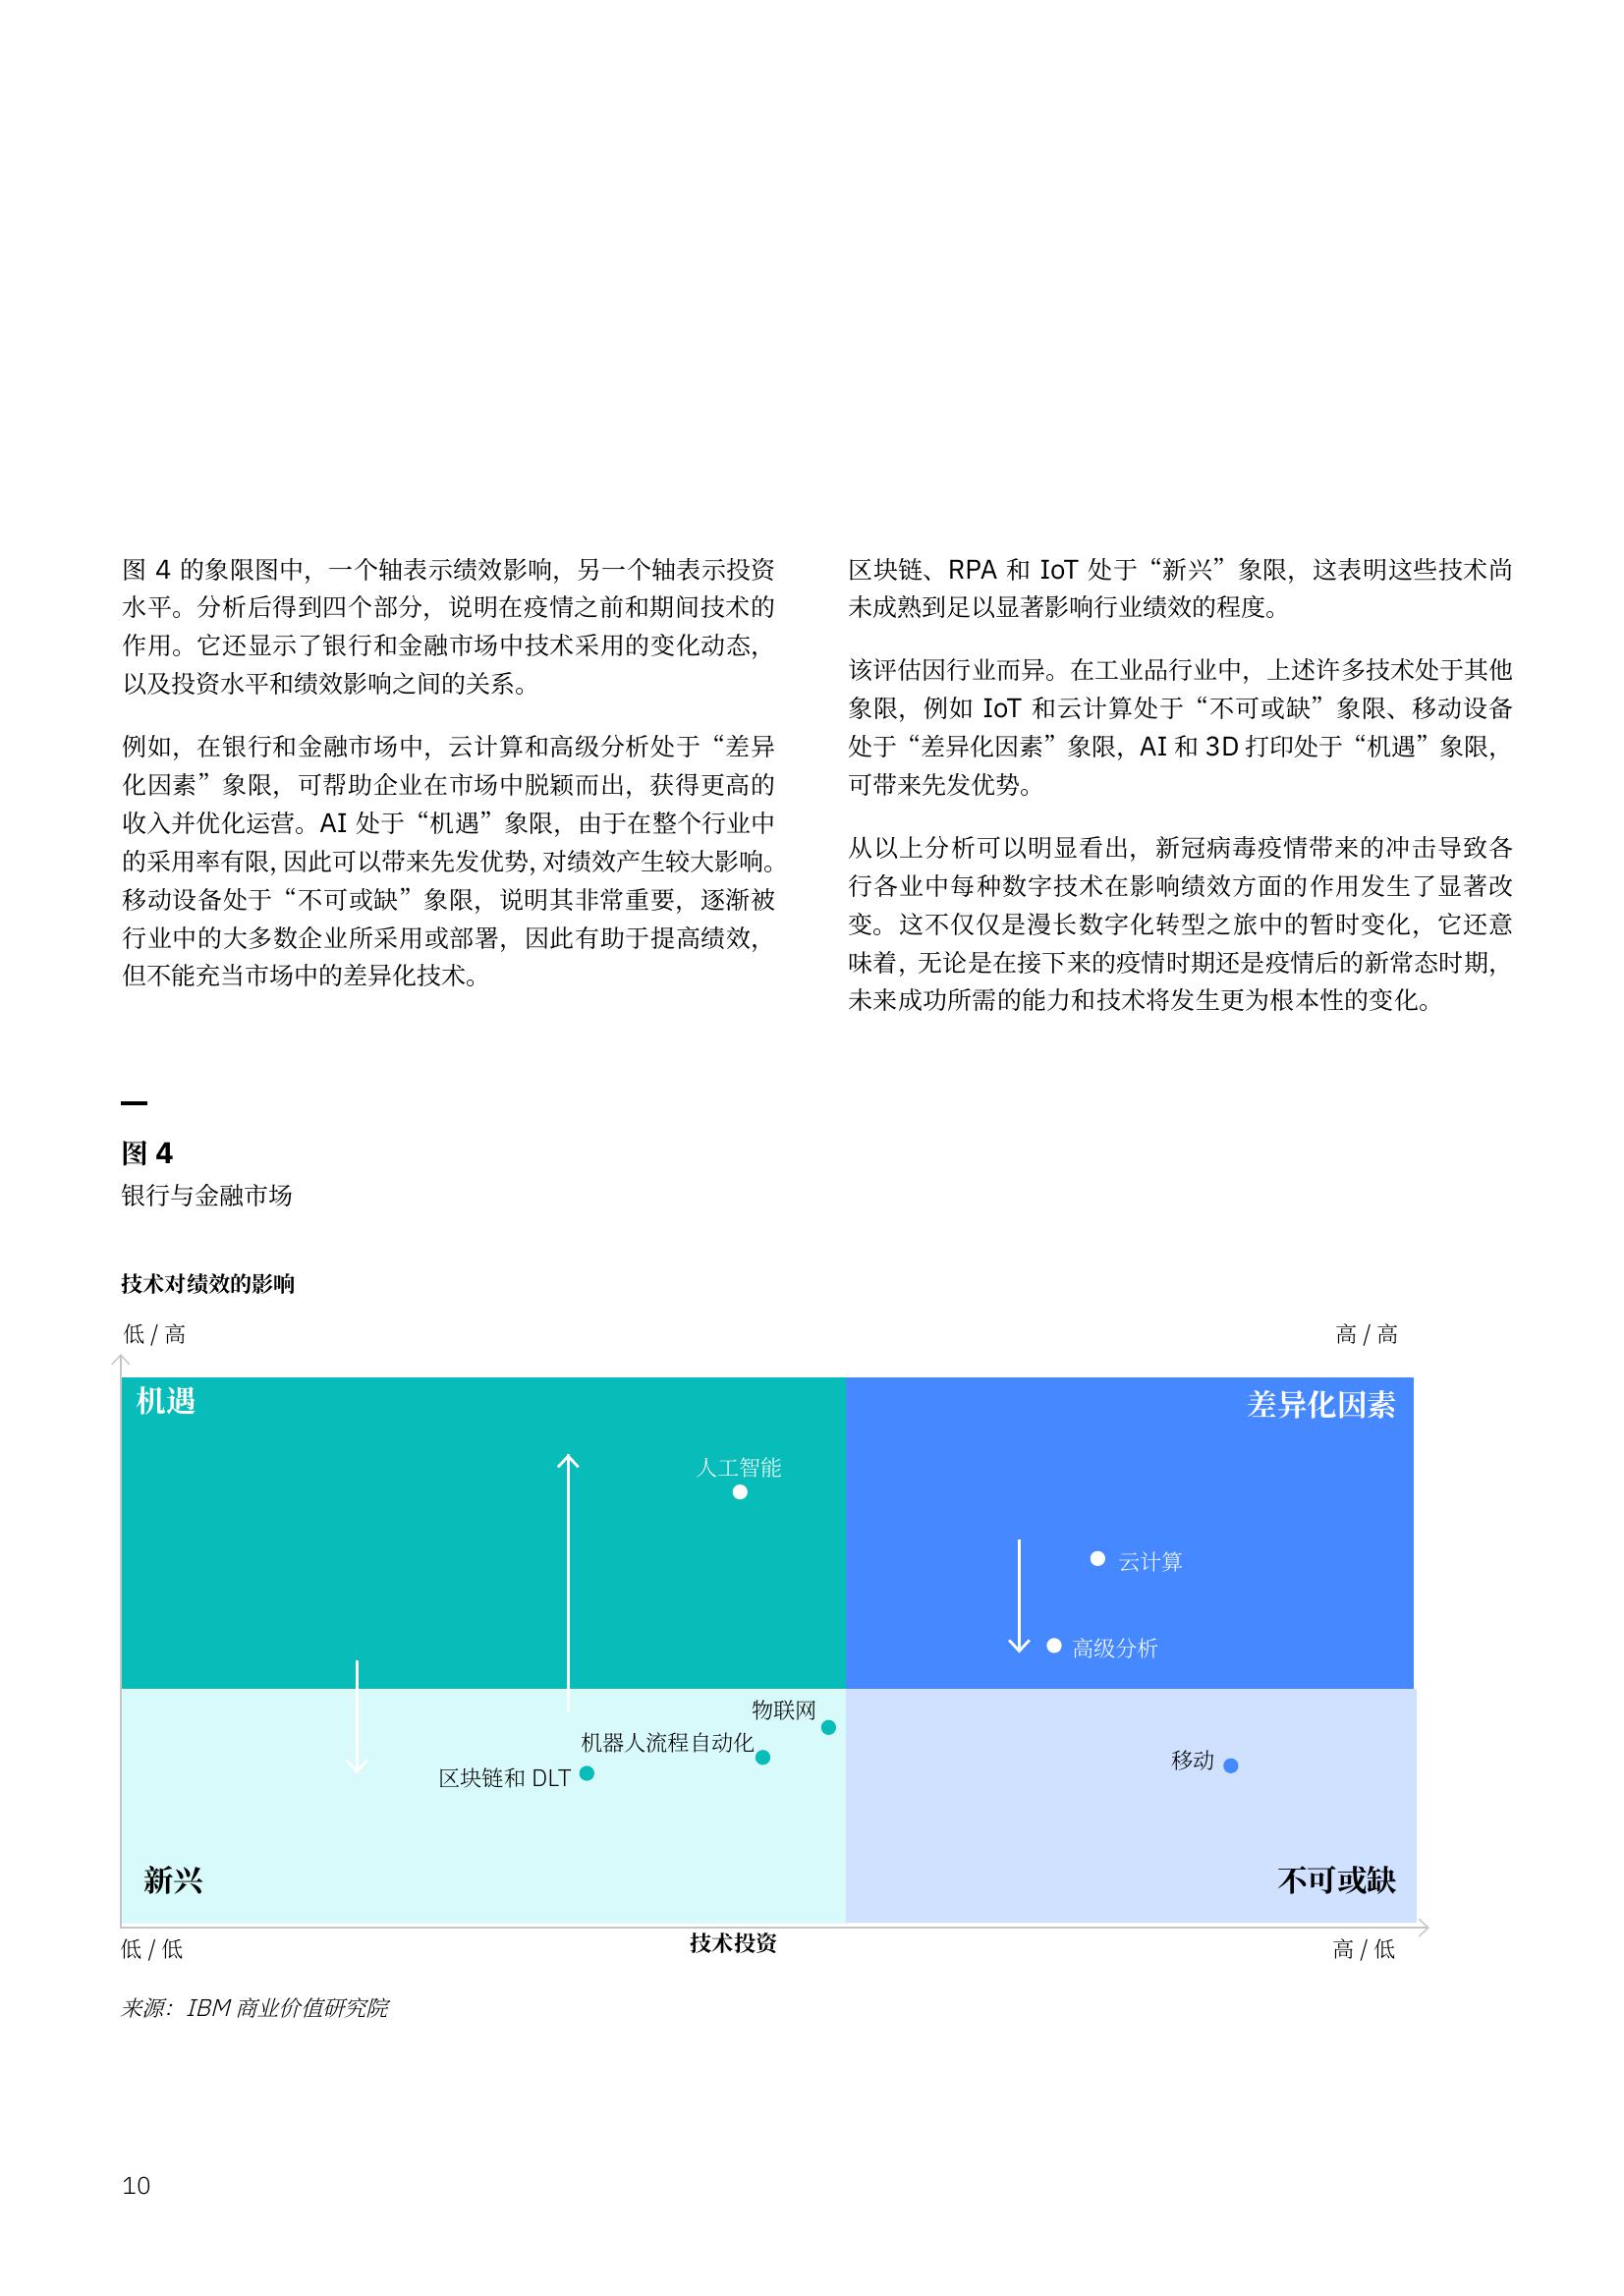 图 4 的象限图中，一个轴表示绩效影响，另一个轴表示投资
水平。分析后得到四个部分，说明在疫情之前和期间技术的
作用。它还显示了银行和金融市场中技术采用的变化动态，
以及投资水平和绩效影响之间的关系。
例如，在银行和金融市场中，云计算和高级分析处于“差异
化因素”象限，可帮助企业在市场中脱颖而出，获得更高的
收入并优化运营。AI 处于“机遇”象限，由于在整个行业中
的采用率有限，因此可以带来先发优势，对绩效产生较大影响。
移动设备处于“不可或缺”象限，说明其非常重要，逐渐被
行业中的大多数企业所采用或部署，因此有助于提高绩效，
但不能充当市场中的差异化技术。
区块链、RPA 和 IoT 处于“新兴”象限，这表明这些技术尚
未成熟到足以显著影响行业绩效的程度。
该评估因行业而异。在工业品行业中，上述许多技术处于其他
象限，例如 IoT 和云计算处于“不可或缺”象限、移动设备
处于“差异化因素”象限，AI 和 3D 打印处于“机遇”象限，
可带来先发优势。
从以上分析可以明显看出，新冠病毒疫情带来的冲击导致各
行各业中每种数字技术在影响绩效方面的作用发生了显著改
变。这不仅仅是漫长数字化转型之旅中的暂时变化，它还意
味着，无论是在接下来的疫情时期还是疫情后的新常态时期，
未来成功所需的能力和技术将发生更为根本性的变化。
图 4
银行与金融市场
技术对绩效的影响
低 / 高
高 / 高
机遇
差异化因素
人工智能
云计算
高级分析
物联网
机器人流程自动化
区块链和 DLT
移动
新兴
不可或缺
低 / 低
技术投资
高 / 低
来源：IBM 商业价值研究院
10